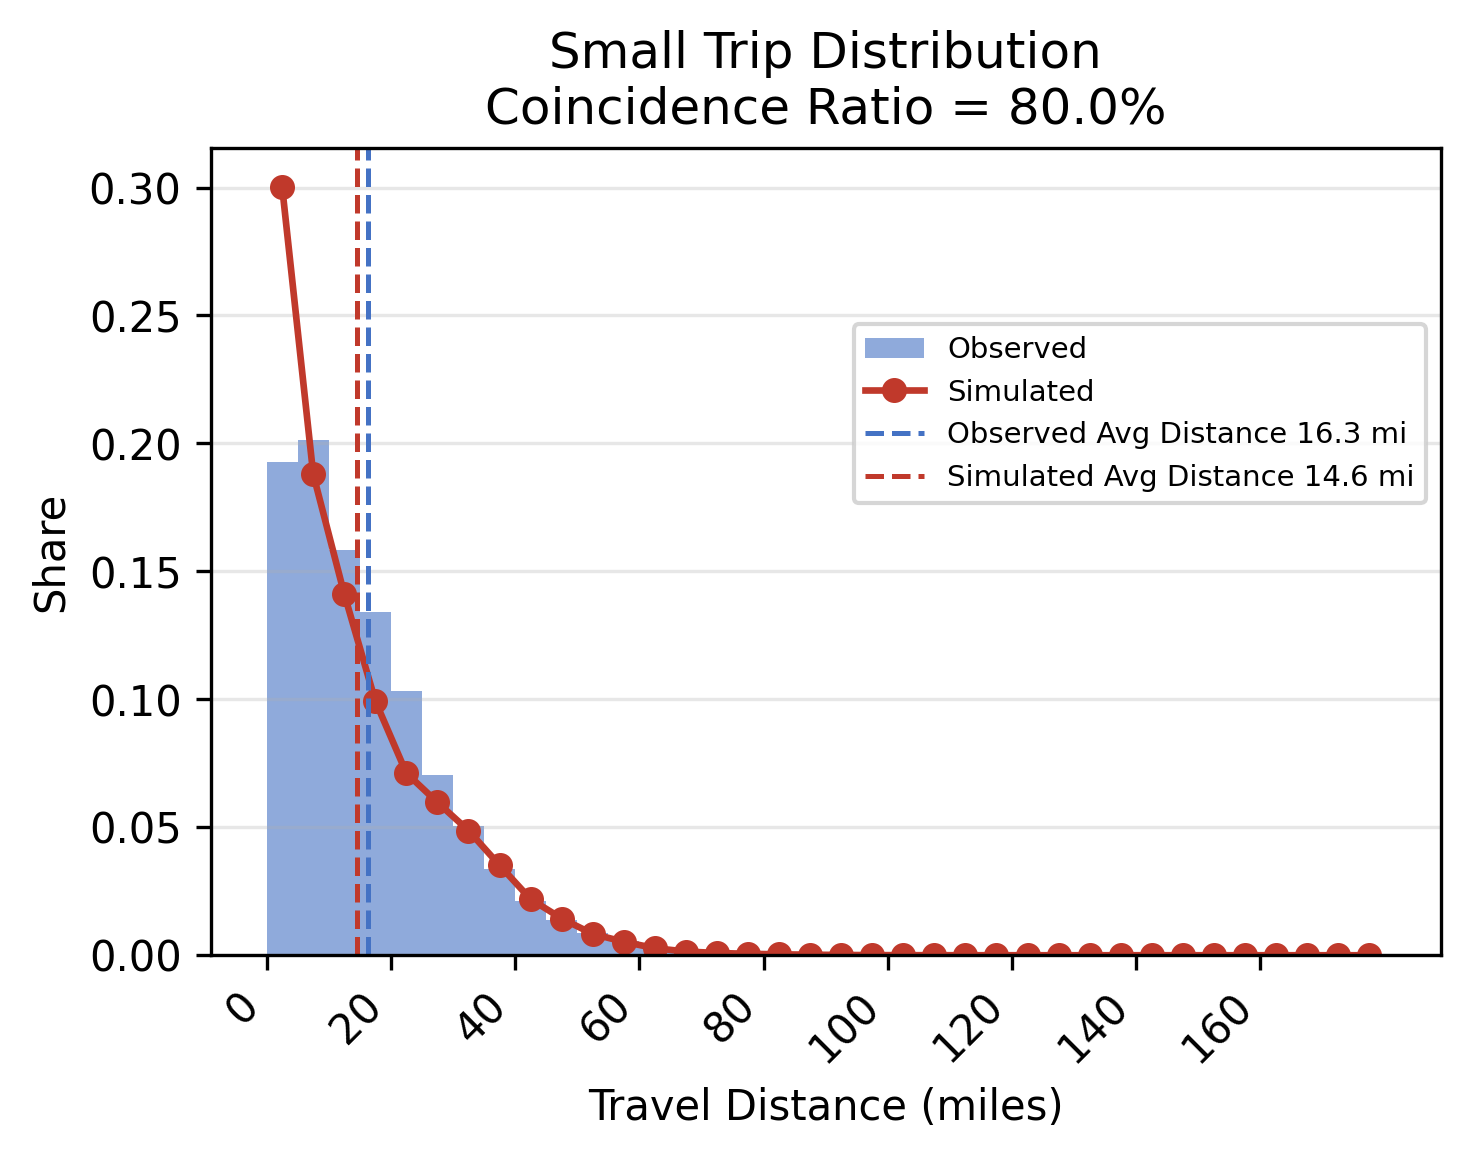 Small Trip Distribution
Coincidence Ratio = 80.0%
0.30
0.25
0.20
0.15
0.10
0.05
0.00
Share
Observed
Simulated
Observed Avg Distance 16.3 mi
Simulated Avg Distance 14.6 mi
0 20 40 60 80 100 120 140 160
Travel Distance (miles)